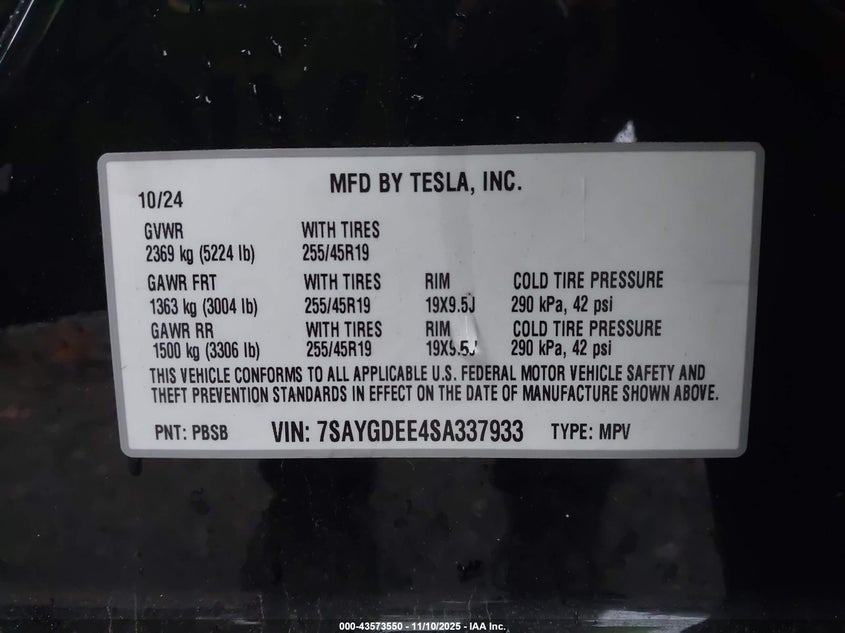 MFD BY TESLA, INC.
10/24
GVWR WITH TIRES
2369 kg (5224 lb) 255/45R19
GAWR FRT WITH TIRES RIM COLD TIRE PRESSURE
1363 kg (3004 lb) 255/45R19 19X9.5J 290 kPa, 42 psi
GAWR RR WITH TIRES RIM COLD TIRE PRESSURE
1500 kg (3306 lb) 255/45R19 19X9.5J 290 kPa, 42 psi
THIS VEHICLE CONFORMS TO ALL APPLICABLE U.S. FEDERAL MOTOR VEHICLE SAFETY AND
THEFT PREVENTION STANDARDS IN EFFECT ON THE DATE OF MANUFACTURE SHOWN ABOVE.
PNT: PBSB VIN: 7SAYGDEE4SA337933 TYPE: MPV
000-43573550 - 11/10/2025 - IAA Inc.